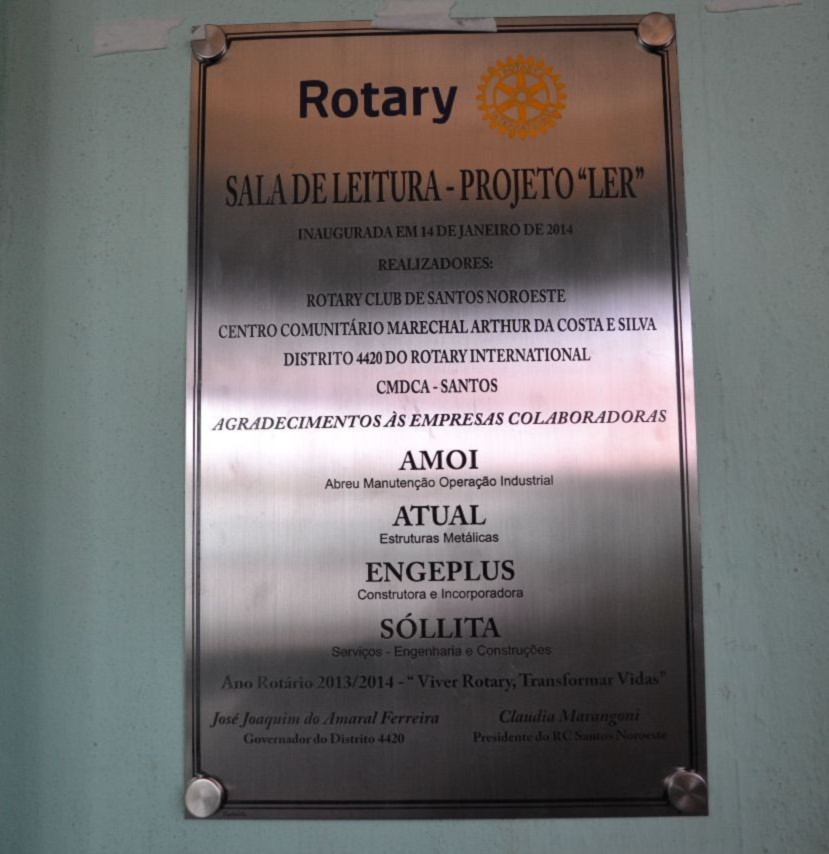 Rotary
SALA DE LEITURA - PROJETO “LER”
INAUGURADA EM 14 DE JANEIRO DE 2014
REALIZADORES:
ROTARY CLUB DE SANTOS NOROESTE
CENTRO COMUNITÁRIO MARECHAL ARTHUR DA COSTA E SILVA
DISTRITO 4420 DO ROTARY INTERNATIONAL
CMDCA - SANTOS
AGRADECIMENTOS ÀS EMPRESAS COLABORADORAS
AMOI
Abreu Manutenção Operação Industrial
ATUAL
Estruturas Metálicas
ENGEPLUS
Construtora e Incorporadora
SÓLLITA
Serviços - Engenharia e Construções
Ano Rotário 2013/2014 - “ Viver Rotary, Transformar Vidas”
José Joaquim do Amaral Ferreira Claudia Marangoni
Governador do Distrito 4420 Presidente do RC Santos Noroeste